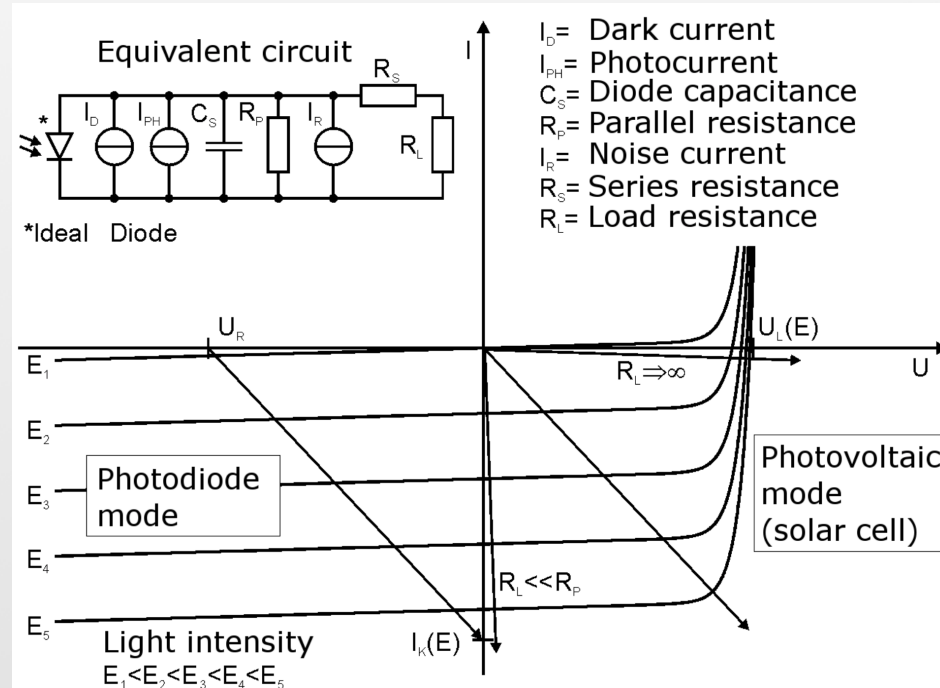 Equivalent circuit
* I_D I_PH C_S R_P I_R R_S R_L
*Ideal Diode
I
I_D= Dark current
I_PH= Photocurrent
C_S= Diode capacitance
R_P= Parallel resistance
I_R= Noise current
R_S= Series resistance
R_L= Load resistance
U_R
U_L(E)
U
R_L⇒∞
E_1
E_2
E_3
E_4
E_5
Photodiode
mode
Photovoltaic
mode
(solar cell)
R_L<<R_P
I_K(E)
Light intensity
E_1<E_2<E_3<E_4<E_5